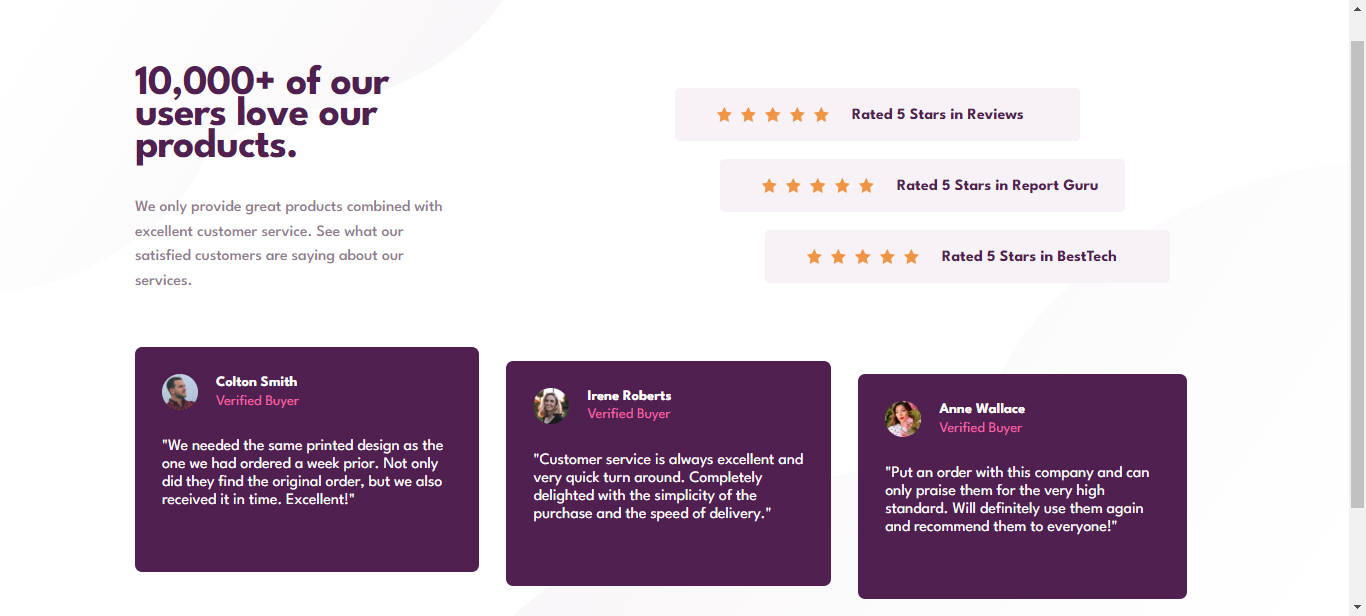 10,000+ of our
users love our
products.
We only provide great products combined with
excellent customer service. See what our
satisfied customers are saying about our
services.
Rated 5 Stars in Reviews
Rated 5 Stars in Report Guru
Rated 5 Stars in BestTech
Colton Smith
Verified Buyer
"We needed the same printed design as the
one we had ordered a week prior. Not only
did they find the original order, but we also
received it in time. Excellent!"
Irene Roberts
Verified Buyer
"Customer service is always excellent and
very quick turn around. Completely
delighted with the simplicity of the
purchase and the speed of delivery."
Anne Wallace
Verified Buyer
"Put an order with this company and can
only praise them for the very high
standard. Will definitely use them again
and recommend them to everyone!"